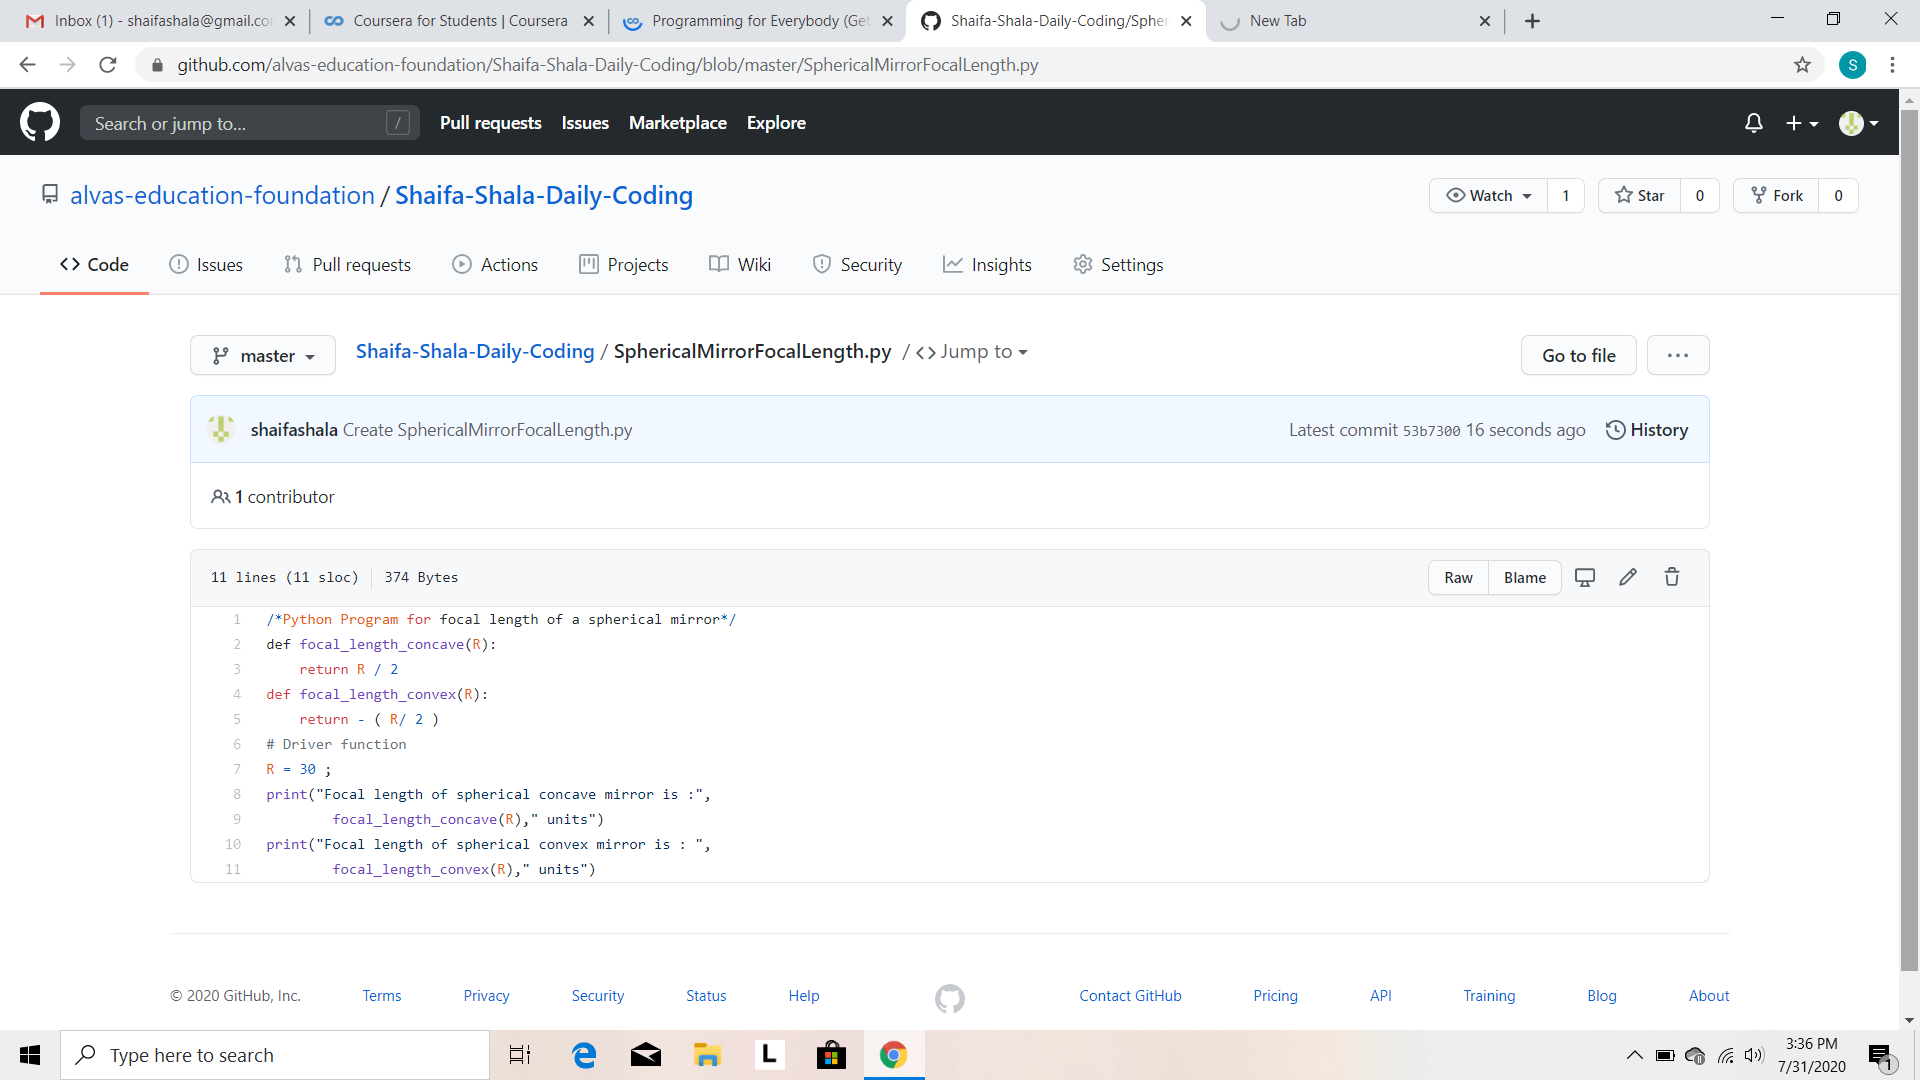 Inbox (1) - shaifashala@gmail.co
Coursera for Students | Coursera
Programming for Everybody (Get
Shaifa-Shala-Daily-Coding/Spher
New Tab
github.com/alvas-education-foundation/Shaifa-Shala-Daily-Coding/blob/master/SphericalMirrorFocalLength.py
S
Search or jump to...
/
Pull requests
Issues
Marketplace
Explore
alvas-education-foundation / Shaifa-Shala-Daily-Coding
Watch 1
Star 0
Fork 0
Code
Issues
Pull requests
Actions
Projects
Wiki
Security
Insights
Settings
master
Shaifa-Shala-Daily-Coding / SphericalMirrorFocalLength.py / <> Jump to
Go to file
...
shaifashala Create SphericalMirrorFocalLength.py
Latest commit 53b7300 16 seconds ago
History
1 contributor
11 lines (11 sloc) | 374 Bytes
Raw
Blame
1 /*Python Program for focal length of a spherical mirror*/
2 def focal_length_concave(R):
3     return R / 2
4 def focal_length_convex(R):
5     return - ( R/ 2 )
6 # Driver function
7 R = 30 ;
8 print("Focal length of spherical concave mirror is :",
9         focal_length_concave(R)," units")
10 print("Focal length of spherical convex mirror is : ",
11         focal_length_convex(R)," units")
© 2020 GitHub, Inc.
Terms
Privacy
Security
Status
Help
Contact GitHub
Pricing
API
Training
Blog
About
Type here to search
L
3:36 PM
7/31/2020
1